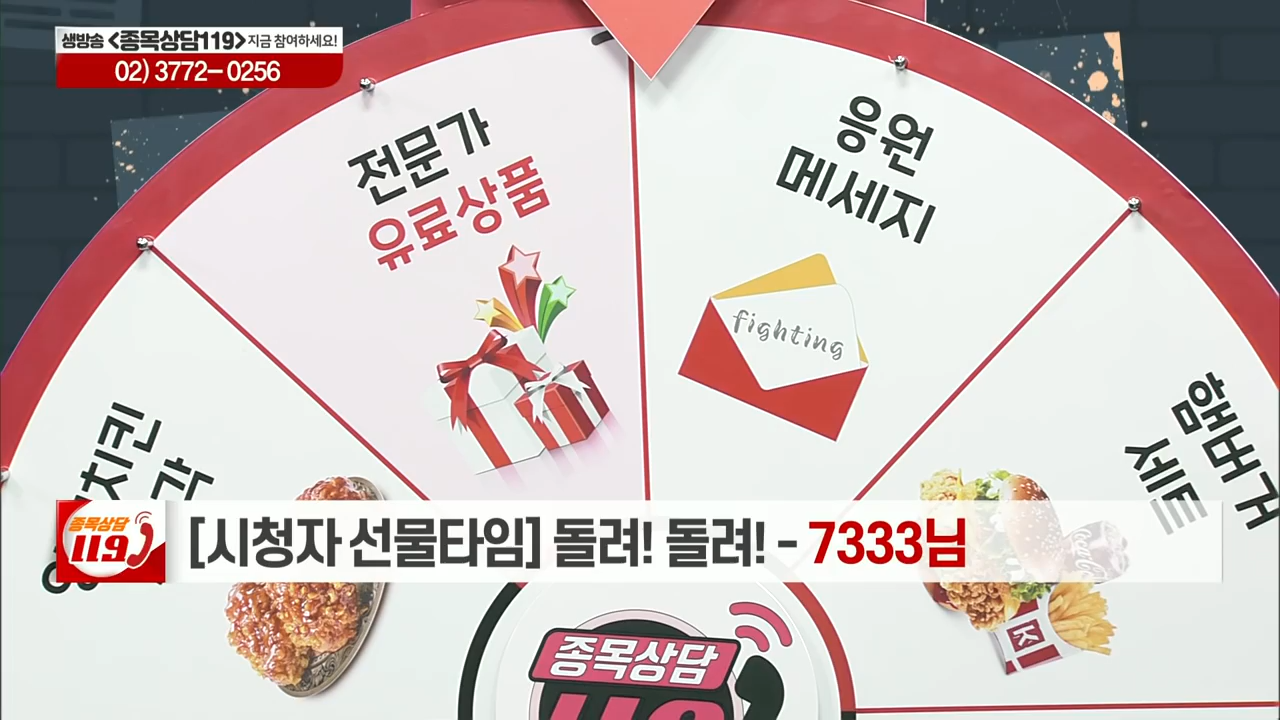 생방송 <종목상담119> 지금 참여하세요!
02) 3772-0256
전문가
유료상품
응원
메세지
fighting
햄버거
세트
종목상담
119
[시청자 선물타임] 돌려! 돌려! - 7333님
종목상담
119